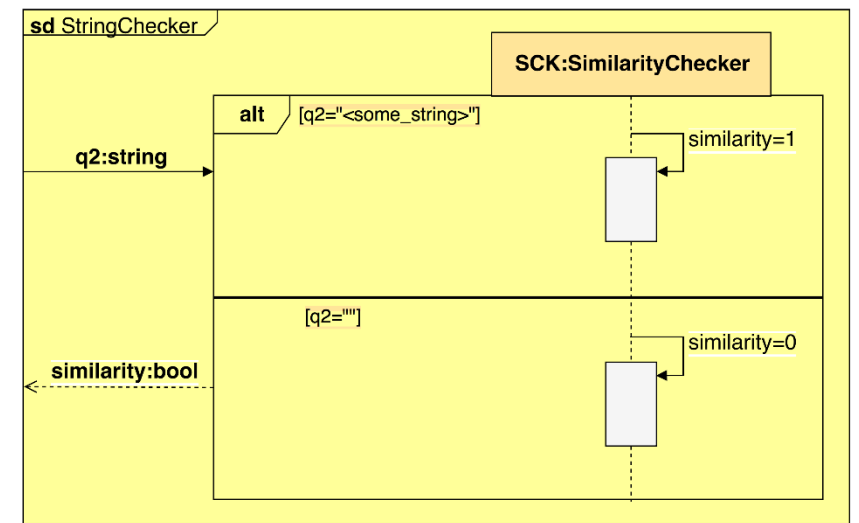 sd StringChecker
SCK:SimilarityChecker
alt [q2="<some_string>"]
similarity=1
q2:string
[q2=""]
similarity=0
similarity:bool